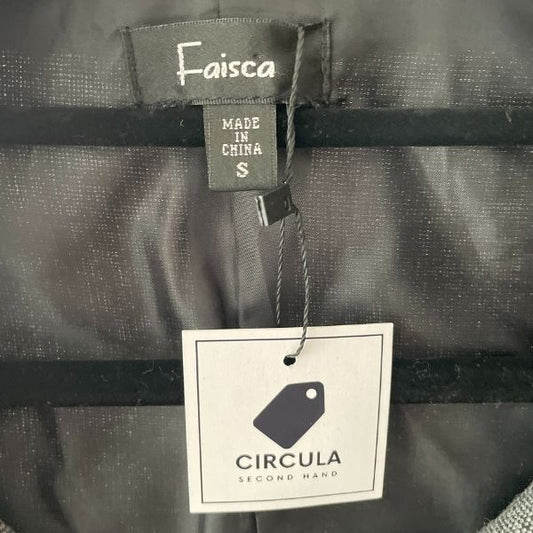 Faisca
MADE
IN
CHINA
S
CIRCULA
SECOND HAND